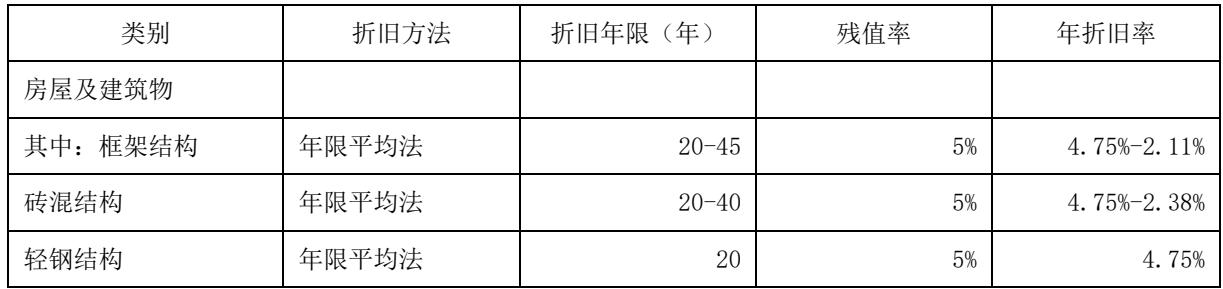 类别 折旧方法 折旧年限（年） 残值率 年折旧率
房屋及建筑物
其中：框架结构 年限平均法 20-45 5% 4.75%-2.11%
砖混结构 年限平均法 20-40 5% 4.75%-2.38%
轻钢结构 年限平均法 20 5% 4.75%